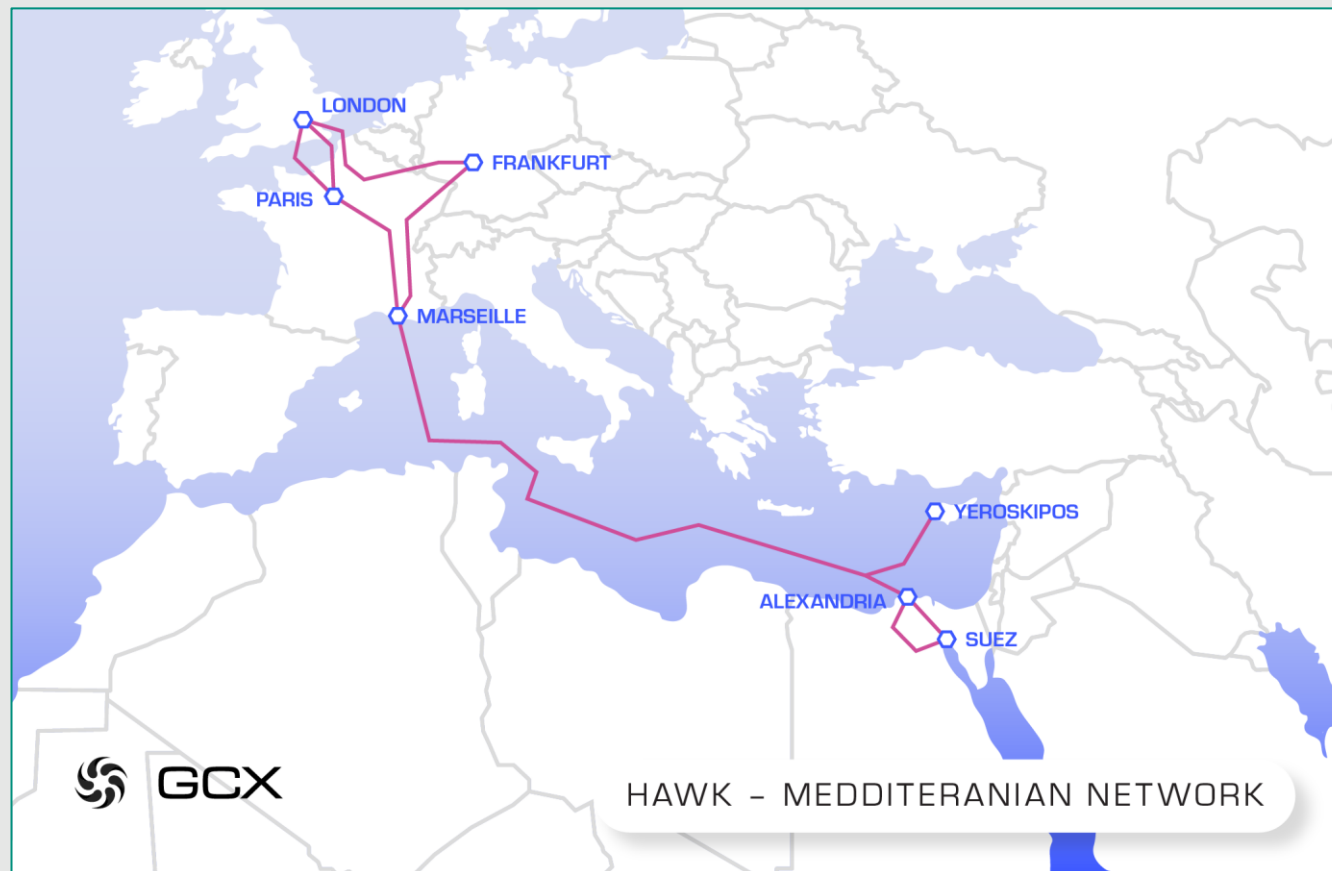 LONDON
FRANKFURT
PARIS
MARSEILLE
YEROSKIPOS
ALEXANDRIA
SUEZ
GCX
HAWK – MEDDITERANIAN NETWORK